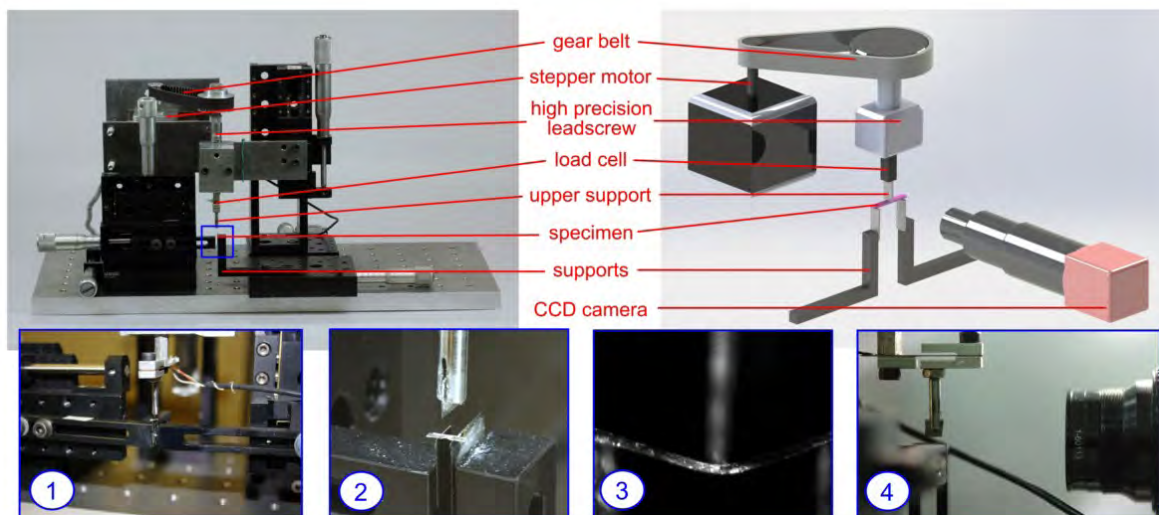 gear belt
stepper motor
high precision
leadscrew
load cell
upper support
specimen
supports
CCD camera
1
2
3
4